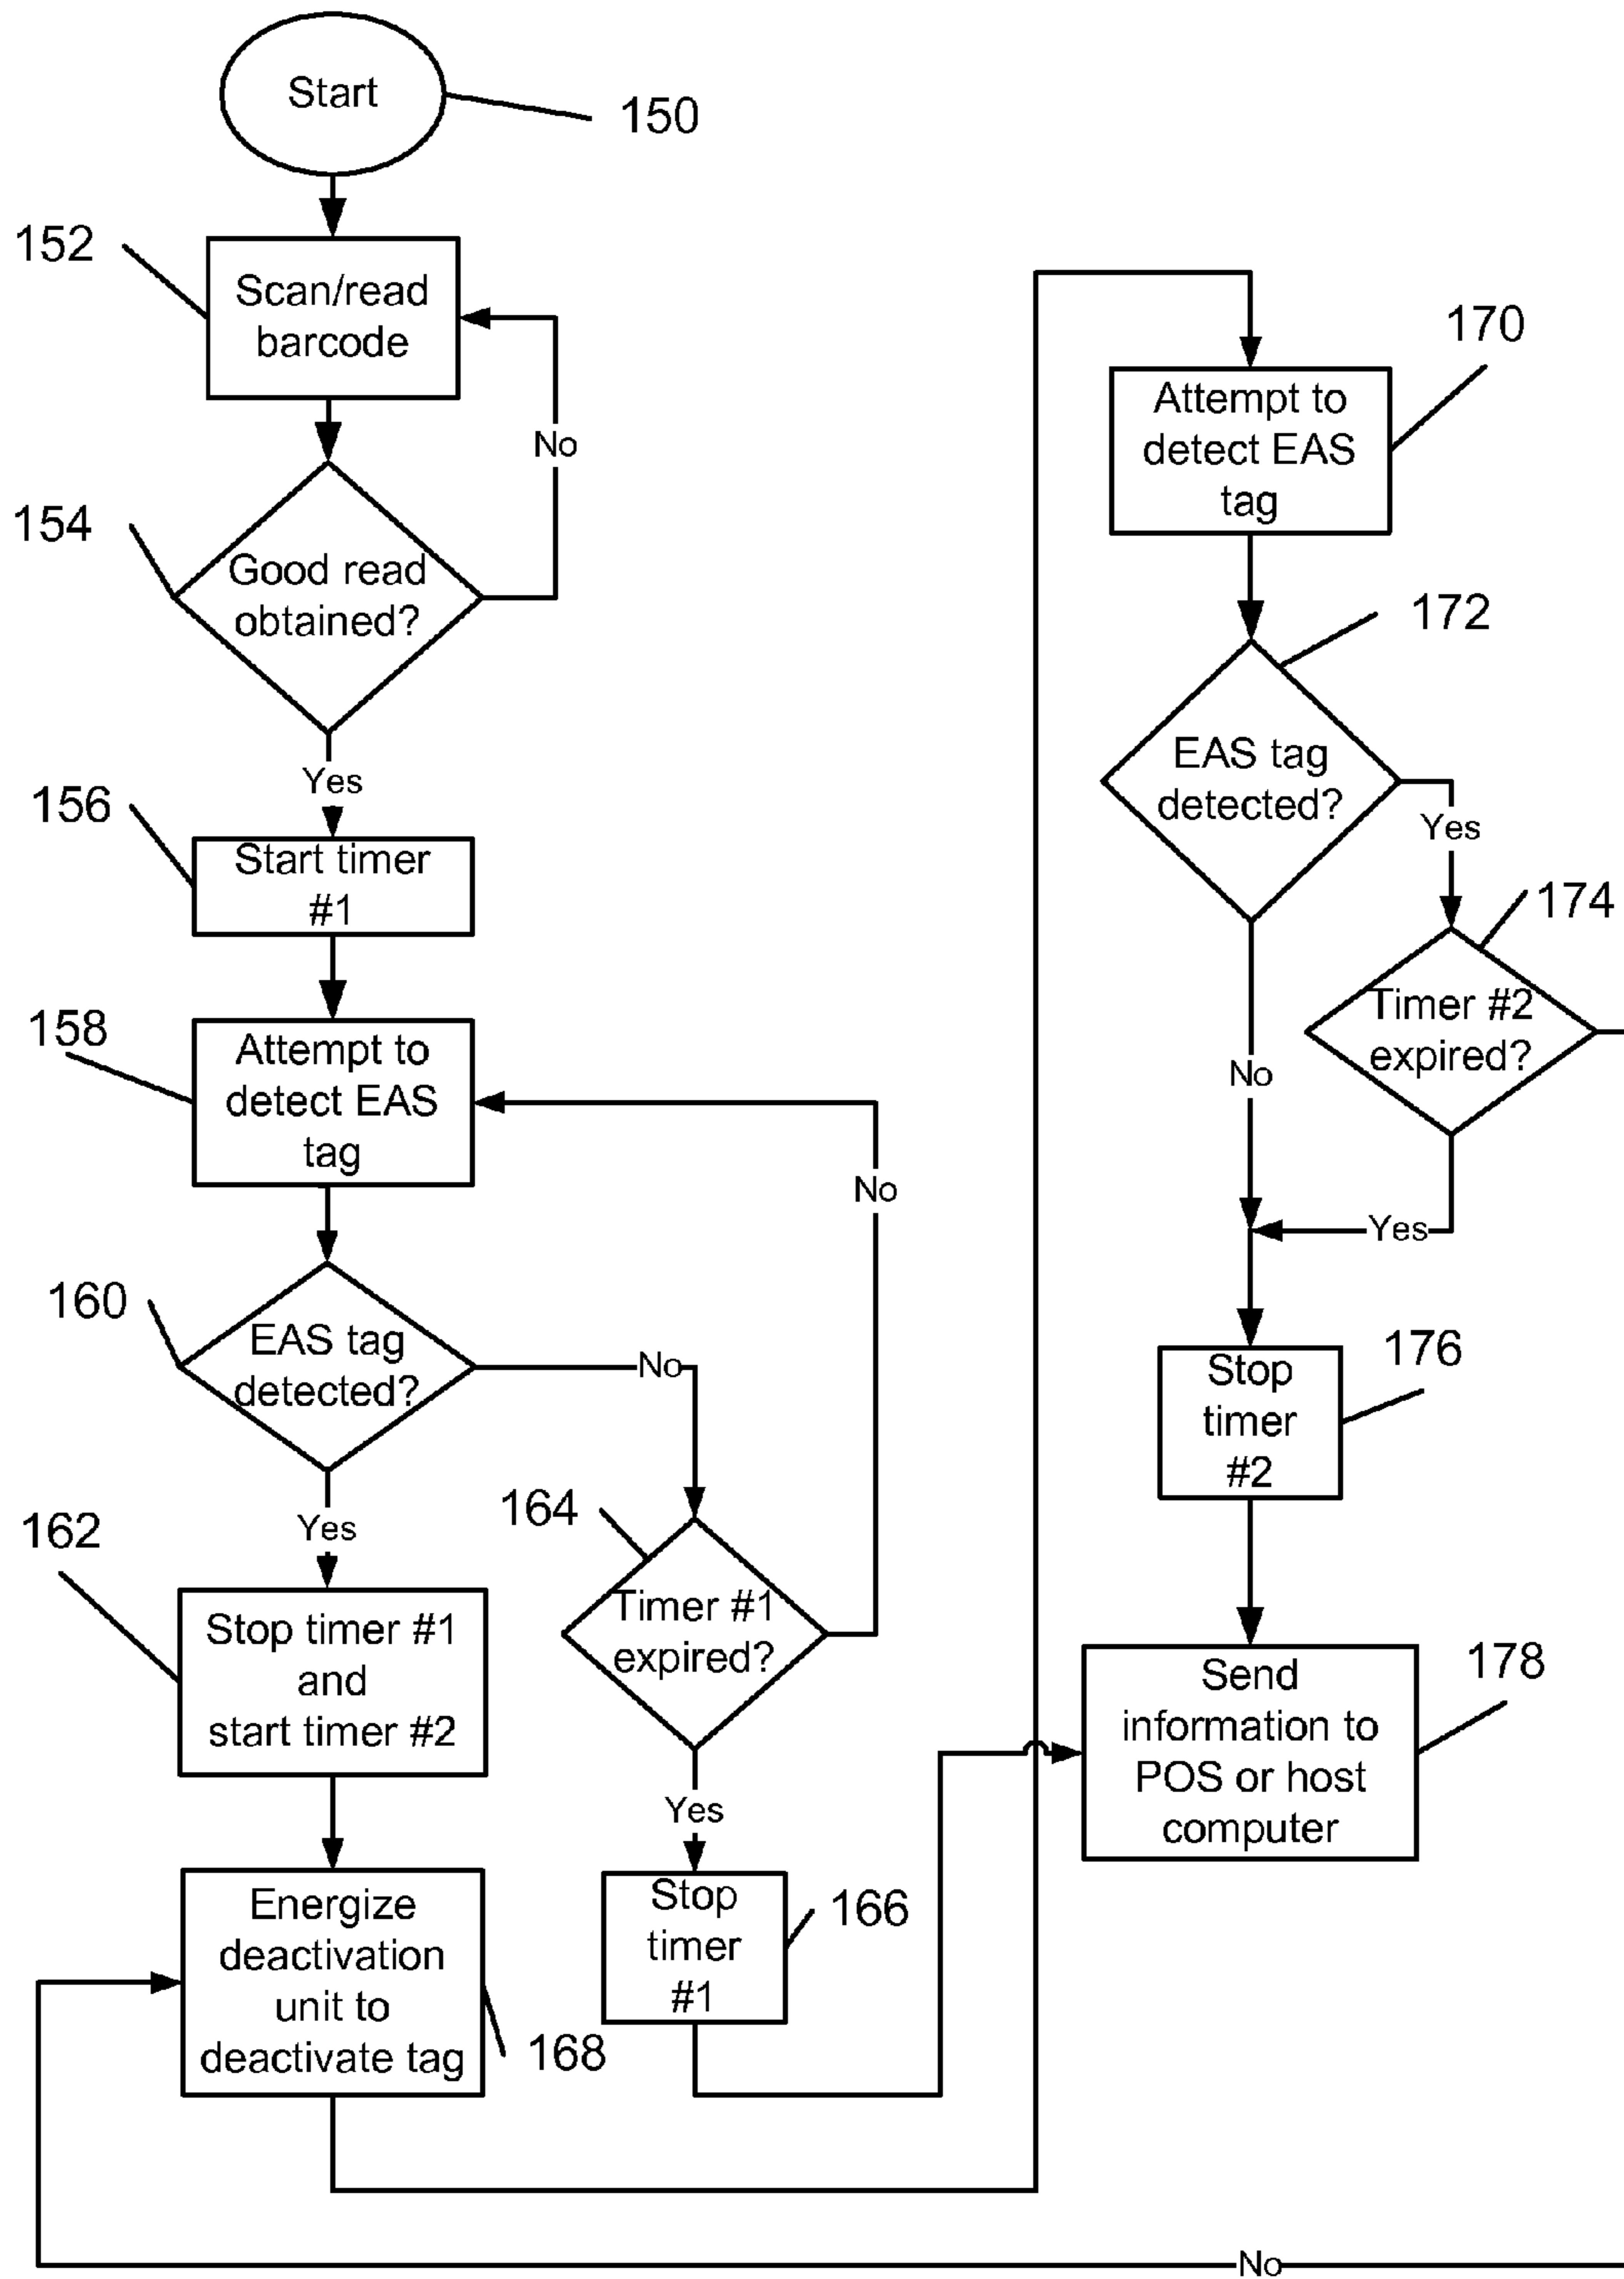 Start
150
152
Scan/read
barcode
No
154
Good read
obtained?
Yes
156
Start timer
#1
158
Attempt to
detect EAS
tag
No
160
EAS tag
detected?
No
Yes
162
Stop timer #1
and
start timer #2
164
Timer #1
expired?
Yes
166
Stop
timer
#1
Energize
deactivation
unit to
deactivate tag
168
170
Attempt to
detect EAS
tag
172
EAS tag
detected?
Yes
174
Timer #2
expired?
No
Yes
176
Stop
timer
#2
178
Send
information to
POS or host
computer
No